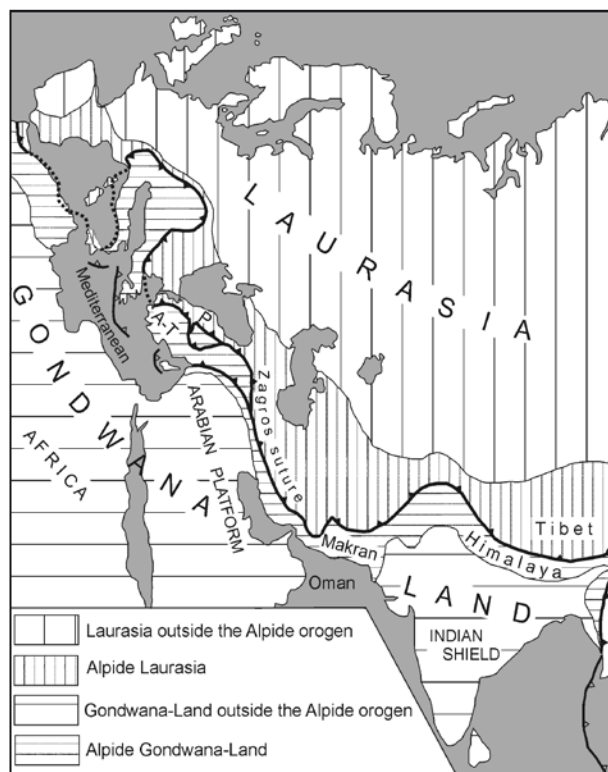 LAURASIA
Mediterranean
P
A-T
GONDWANA
Zagros suture
AFRICA
ARABIAN PLATFORM
Tibet
Himalaya
Makran
Oman
LAND
INDIAN
SHIELD
Laurasia outside the Alpide orogen
Alpide Laurasia
Gondwana-Land outside the Alpide orogen
Alpide Gondwana-Land